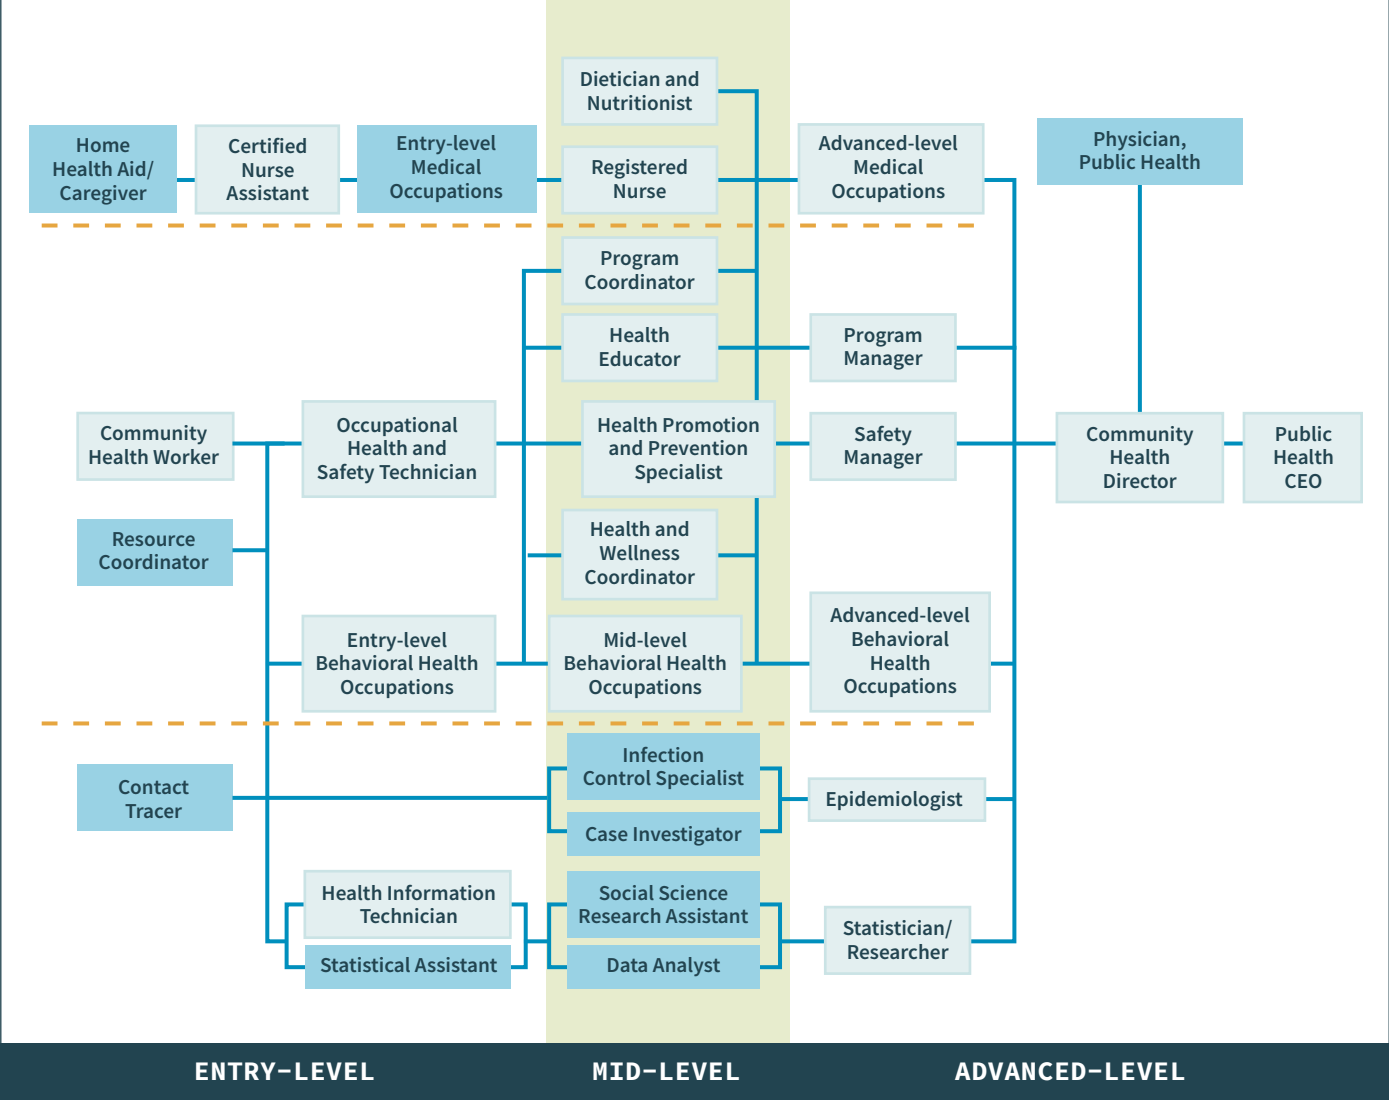 Dietician and
Nutritionist
Home
Health Aid/
Caregiver
Certified
Nurse
Assistant
Entry-level
Medical
Occupations
Registered
Nurse
Advanced-level
Medical
Occupations
Physician,
Public Health
Program
Coordinator
Health
Educator
Program
Manager
Community
Health Worker
Occupational
Health and
Safety Technician
Health Promotion
and Prevention
Specialist
Safety
Manager
Community
Health
Director
Public
Health
CEO
Resource
Coordinator
Health and
Wellness
Coordinator
Entry-level
Behavioral Health
Occupations
Mid-level
Behavioral Health
Occupations
Advanced-level
Behavioral
Health
Occupations
Contact
Tracer
Infection
Control Specialist
Case Investigator
Epidemiologist
Health Information
Technician
Statistical Assistant
Social Science
Research Assistant
Data Analyst
Statistician/
Researcher
ENTRY-LEVEL
MID-LEVEL
ADVANCED-LEVEL